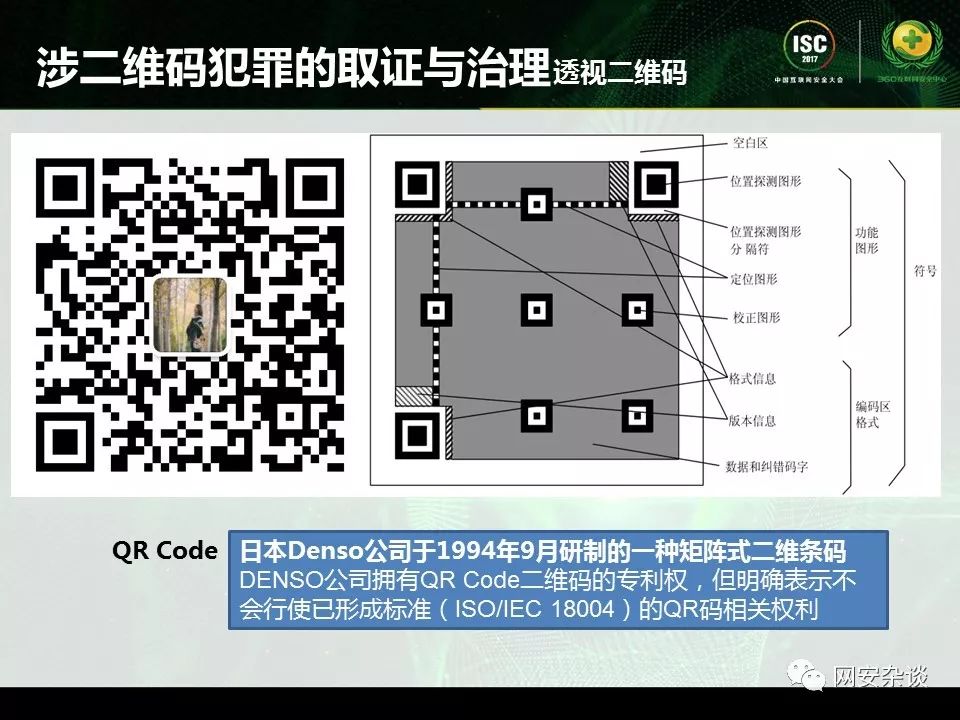 涉二维码犯罪的取证与治理透视二维码
ISC
2017
中国互联网安全大会
360互联网安全中心
空白区
位置探测图形
位置探测图形
分隔符
定位图形
校正图形
格式信息
版本信息
数据和纠错码字
功能
图形
编码区
格式
符号
QR Code
日本Denso公司于1994年9月研制的一种矩阵式二维条码
DENSO公司拥有QR Code二维码的专利权，但明确表示不
会行使已形成标准（ISO/IEC 18004）的QR码相关权利
网安杂谈